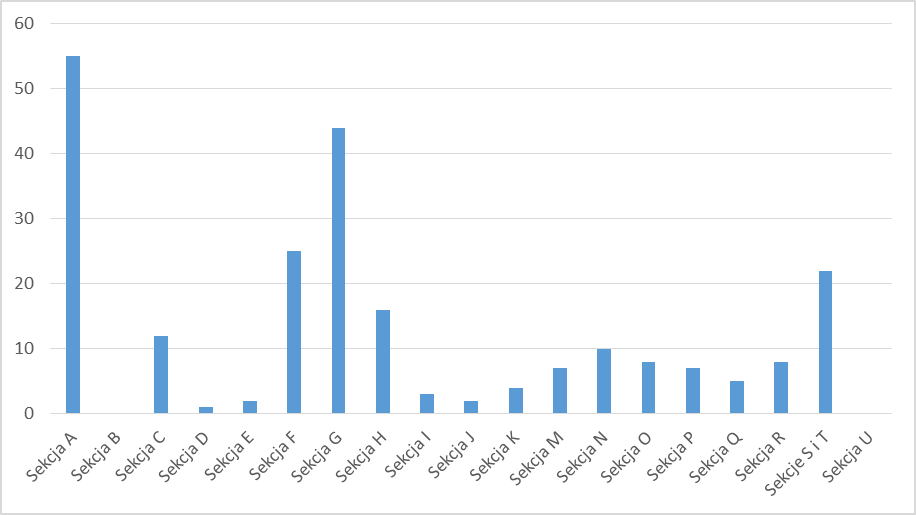 60
50
40
30
20
10
0
Sekcja A
Sekcja B
Sekcja C
Sekcja D
Sekcja E
Sekcja F
Sekcja G
Sekcja H
Sekcja I
Sekcja J
Sekcja K
Sekcja M
Sekcja N
Sekcja O
Sekcja P
Sekcja Q
Sekcja R
Sekcje S i T
Sekcja U